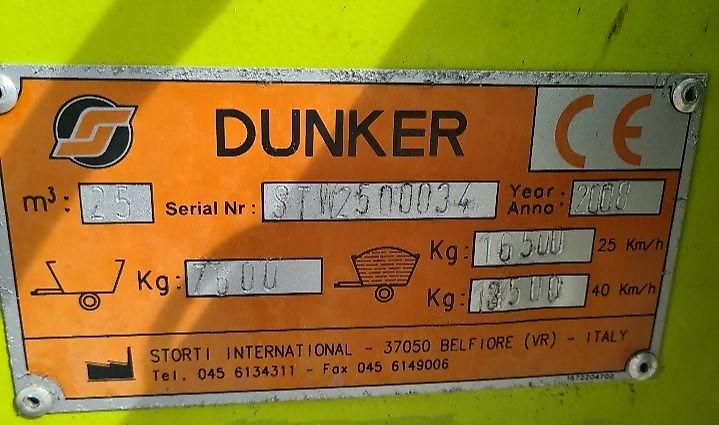 DUNKER CE
m³: 25 Serial Nr: STW2500034 Year: Anno: 2008
Kg: 7600 Kg: 16500 25 Km/h
Kg: 40 Km/h
STORTI INTERNATIONAL - 37050 BELFIORE (VR) - ITALY
Tel. 045 6134311 - Fax 045 6149006